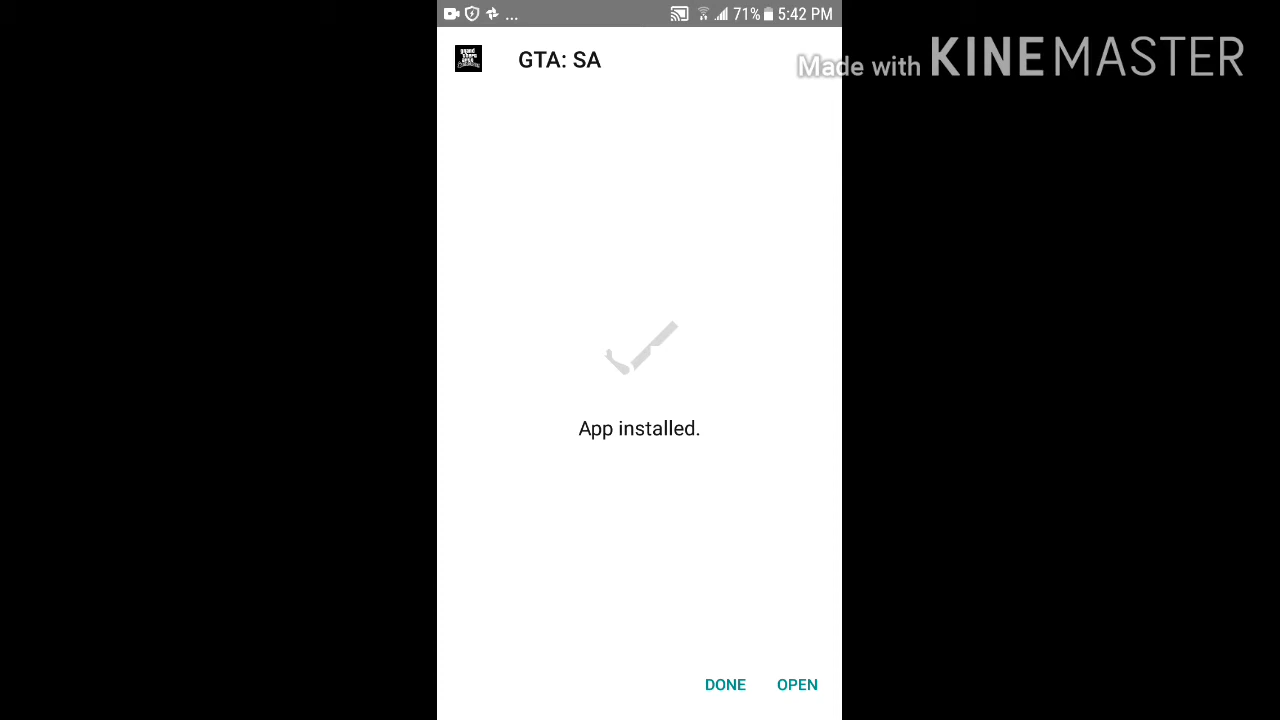 ... 71% 5:42 PM
GTA: SA
Made with KINEMASTER
App installed.
DONE OPEN